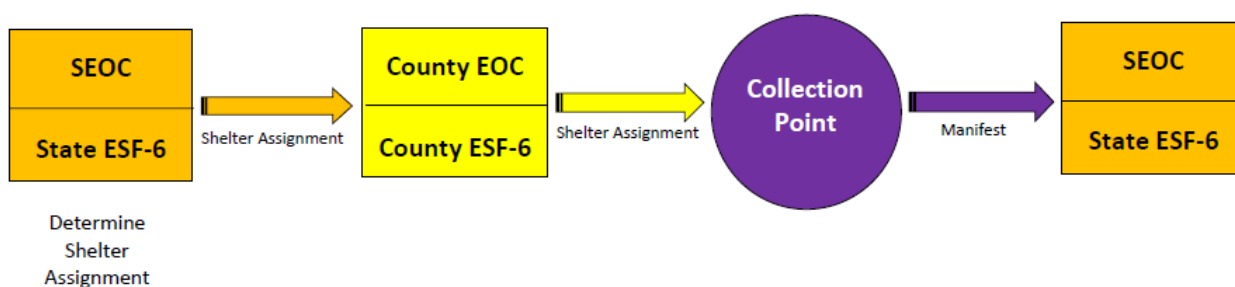 SEOC
State ESF-6
Determine
Shelter
Assignment
Shelter Assignment
County EOC
County ESF-6
Shelter Assignment
Collection
Point
Manifest
SEOC
State ESF-6